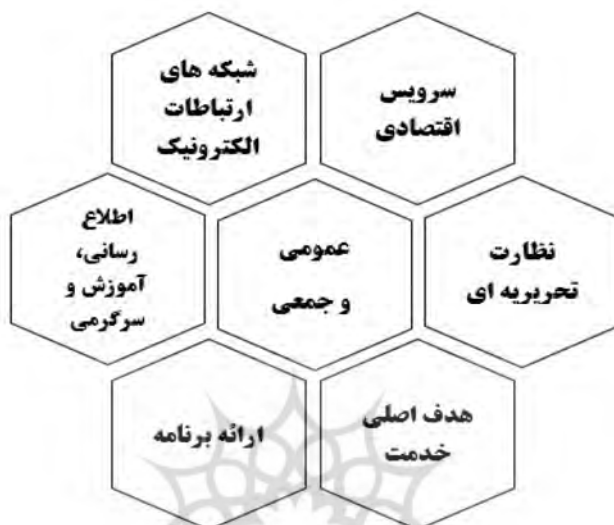 سرویس
اقتصادی
شبکه های
ارتباطات
الکترونیک
نظارت
تحریریه ای
عمومی
و جمعی
اطلاع
رسانی،
آموزش و
سرگرمی
هدف اصلی
خدمت
ارائه برنامه